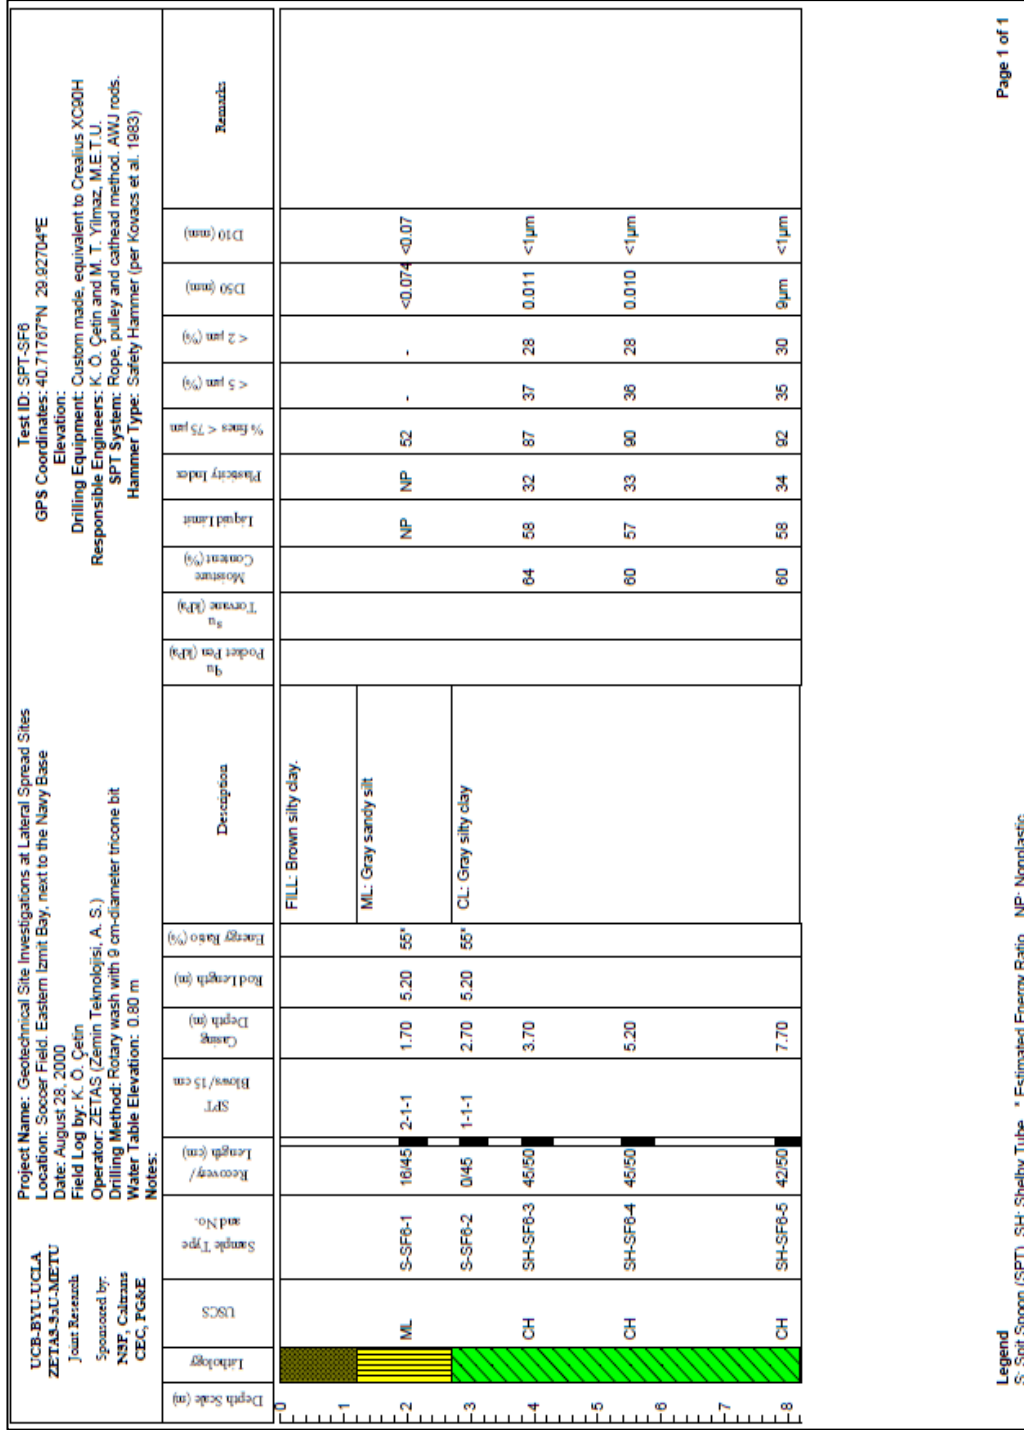 UCB-BYU-UCLA
ZETAS-SaU-METU
Joint Research
Sponsored by:
NSF, Caltrans
CEC, PG&E
Project Name: Geotechnical Site Investigations at Lateral Spread Sites
Location: Soccer Field. Eastern Izmit Bay, next to the Navy Base
Date: August 28, 2000
Field Log by: K. Ö. Çetin
Operator: ZETAS (Zemin Teknolojisi, A. S.)
Drilling Method: Rotary wash with 9 cm-diameter tricone bit
Water Table Elevation: 0.80 m
Notes:
Test ID: SPT-SF6
GPS Coordinates: 40.71767°N 29.92704°E
Elevation:
Drilling Equipment: Custom made, equivalent to Crealius XC90H
Responsible Engineers: K. Ö. Çetin and M. T. Yilmaz, M.E.T.U.
SPT System: Rope, pulley and cathead method. AWJ rods.
Hammer Type: Safety Hammer (per Kovacs et al. 1983)
Depth Scale (m)
Lithology
USCS
Sample Type and No.
Recovery/ Length (cm)
SPT Blows/15 cm
Casing Depth (m)
Rod Length (m)
Energy Ratio (%)
Description
qu Pocket Pen (kPa)
su Torvane (kPa)
Moisture Content (%)
Liquid Limit
Plasticity Index
% fines < 75 μm
< 5 μm (%)
< 2 μm (%)
D50 (mm)
D10 (mm)
Remarks
0
FILL: Brown silty clay.
1
ML: Gray sandy silt
2 ML S-SF6-1 16/45 2-1-1 1.70 5.20 55* NP NP 52 - - <0.074 <0.07
CL: Gray silty clay
3 S-SF6-2 0/45 1-1-1 2.70 5.20 55*
4 CH SH-SF6-3 45/50 3.70 64 58 32 87 37 28 0.011 <1μm
5
CH SH-SF6-4 45/50 5.20 60 57 33 90 36 28 0.010 <1μm
6
7
8 CH SH-SF6-5 42/50 7.70 60 58 34 92 35 30 9μm <1μm
Legend
S: Spit Spoon (SPT) SH: Shelby Tube * Estimated Energy Ratio NP: Nonplastic
Page 1 of 1